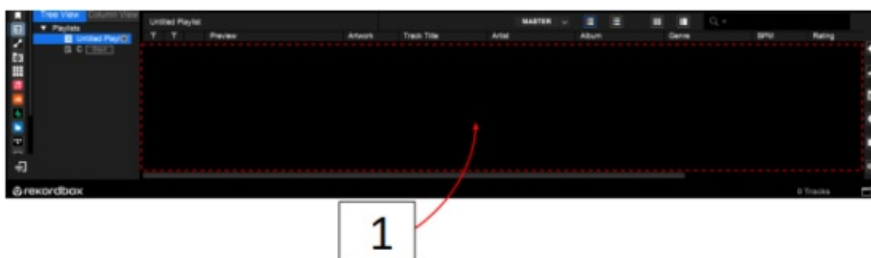 Tree View Column View
Untitled Playlist MASTER
Playlists
Preview Artwork Track Title Artist Album Genre BPM Rating
Untitled Playl
rekordbox 0 Tracks
1